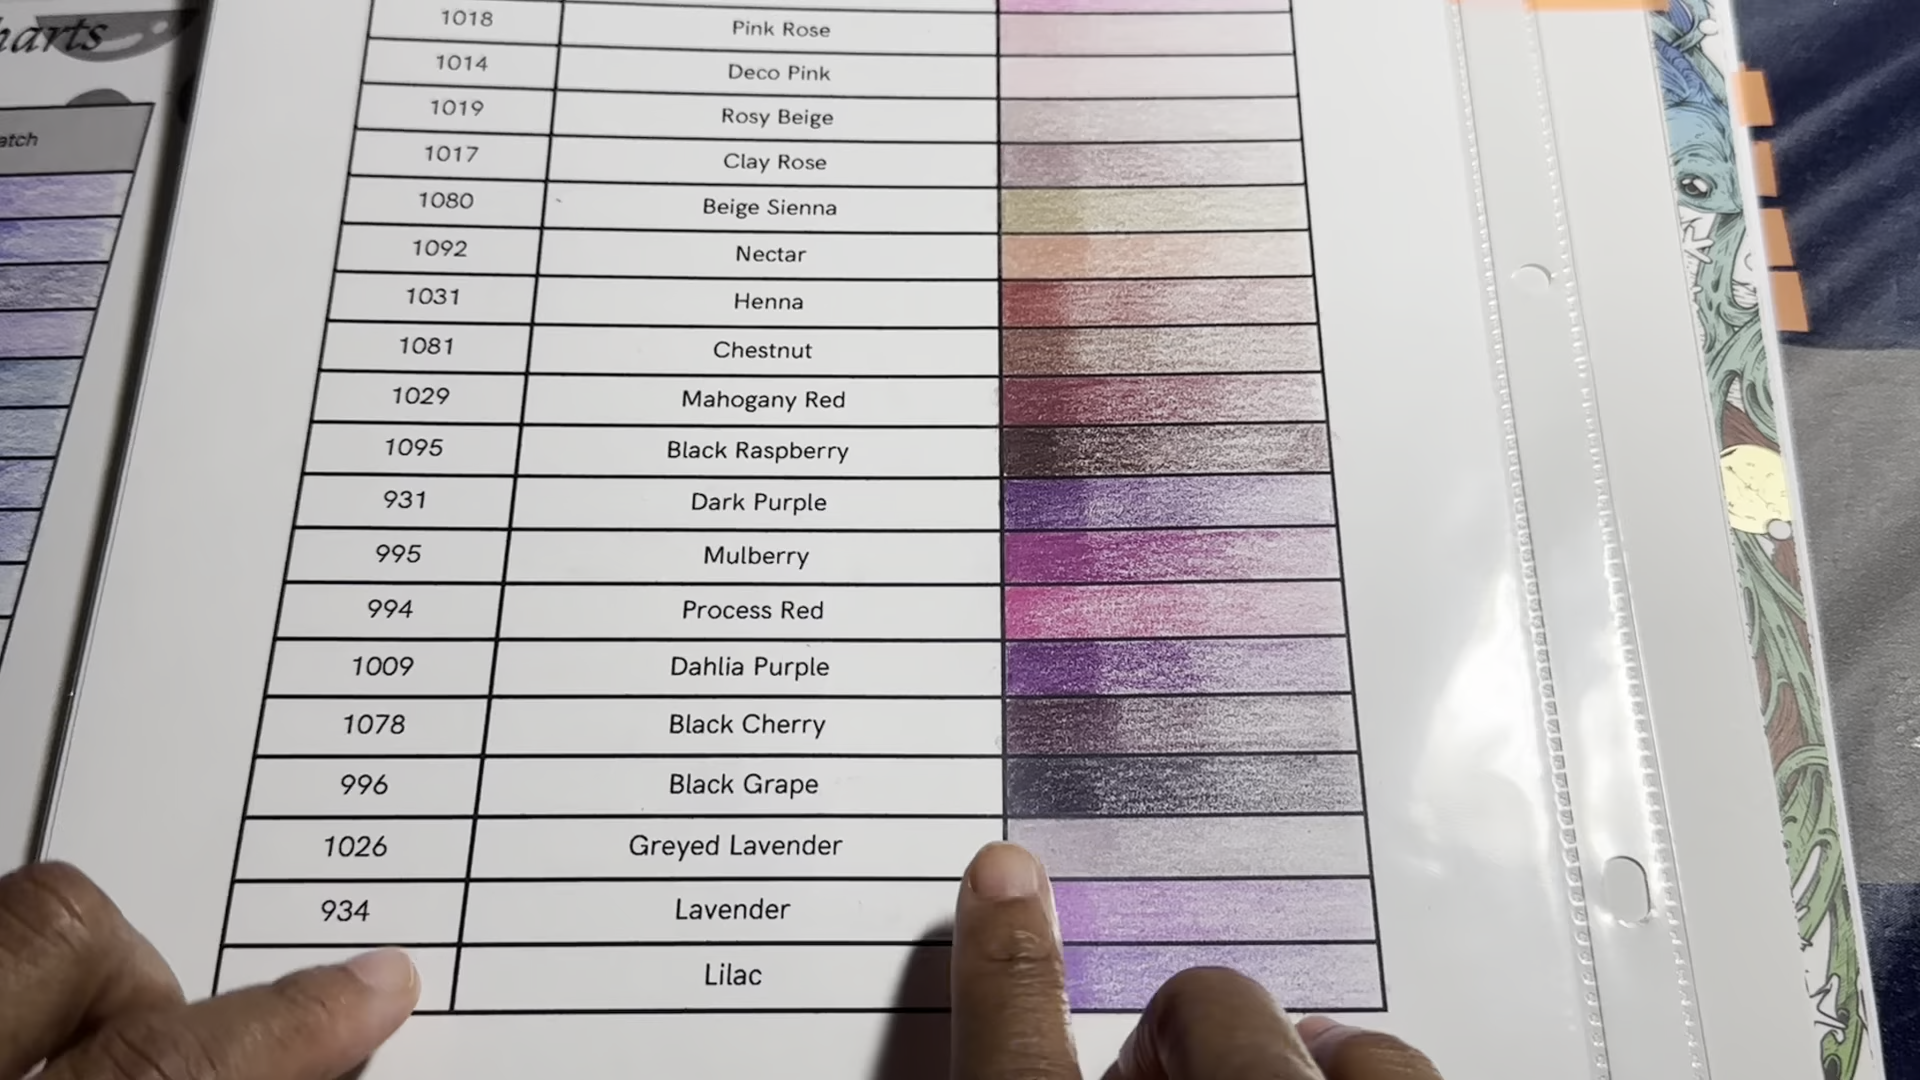 1018 Pink Rose
1014 Deco Pink
1019 Rosy Beige
1017 Clay Rose
1080 Beige Sienna
1092 Nectar
1031 Henna
1081 Chestnut
1029 Mahogany Red
1095 Black Raspberry
931 Dark Purple
995 Mulberry
994 Process Red
1009 Dahlia Purple
1078 Black Cherry
996 Black Grape
1026 Greyed Lavender
934 Lavender
Lilac